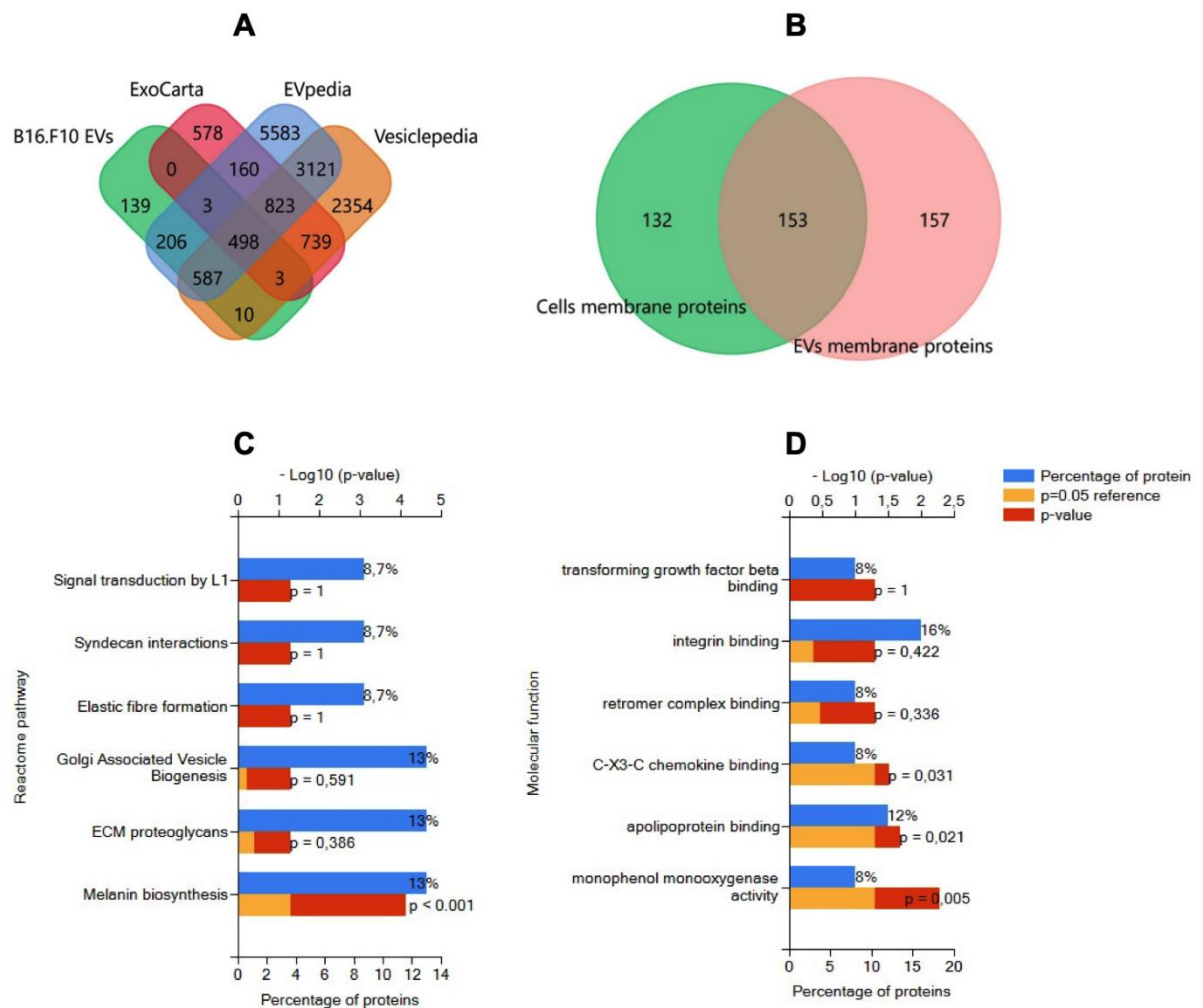 A
ExoCarta
EVpedia
B16.F10 EVs
Vesiclepedia
578
5583
0
160
3121
139
3
823
2354
206
498
739
587
3
10
B
132
153
157
Cells membrane proteins
EVs membrane proteins
C
- Log10 (p-value)
0 1 2 3 4 5
Reactome pathway
Signal transduction by L1
8,7%
p = 1
Syndecan interactions
8,7%
p = 1
Elastic fibre formation
8,7%
p = 1
Golgi Associated Vesicle
Biogenesis
13%
p = 0,591
ECM proteoglycans
13%
p = 0,386
Melanin biosynthesis
13%
p < 0.001
0 2 4 6 8 10 12 14
Percentage of proteins
D
- Log10 (p-value)
0 0,5 1 1,5 2 2,5
Percentage of protein
p=0.05 reference
p-value
Molecular function
transforming growth factor beta
binding
8%
p = 1
integrin binding
16%
p = 0,422
retromer complex binding
8%
p = 0,336
C-X3-C chemokine binding
8%
p = 0,031
apolipoprotein binding
12%
p = 0,021
monophenol monooxygenase
activity
8%
p = 0,005
0 5 10 15 20
Percentage of proteins